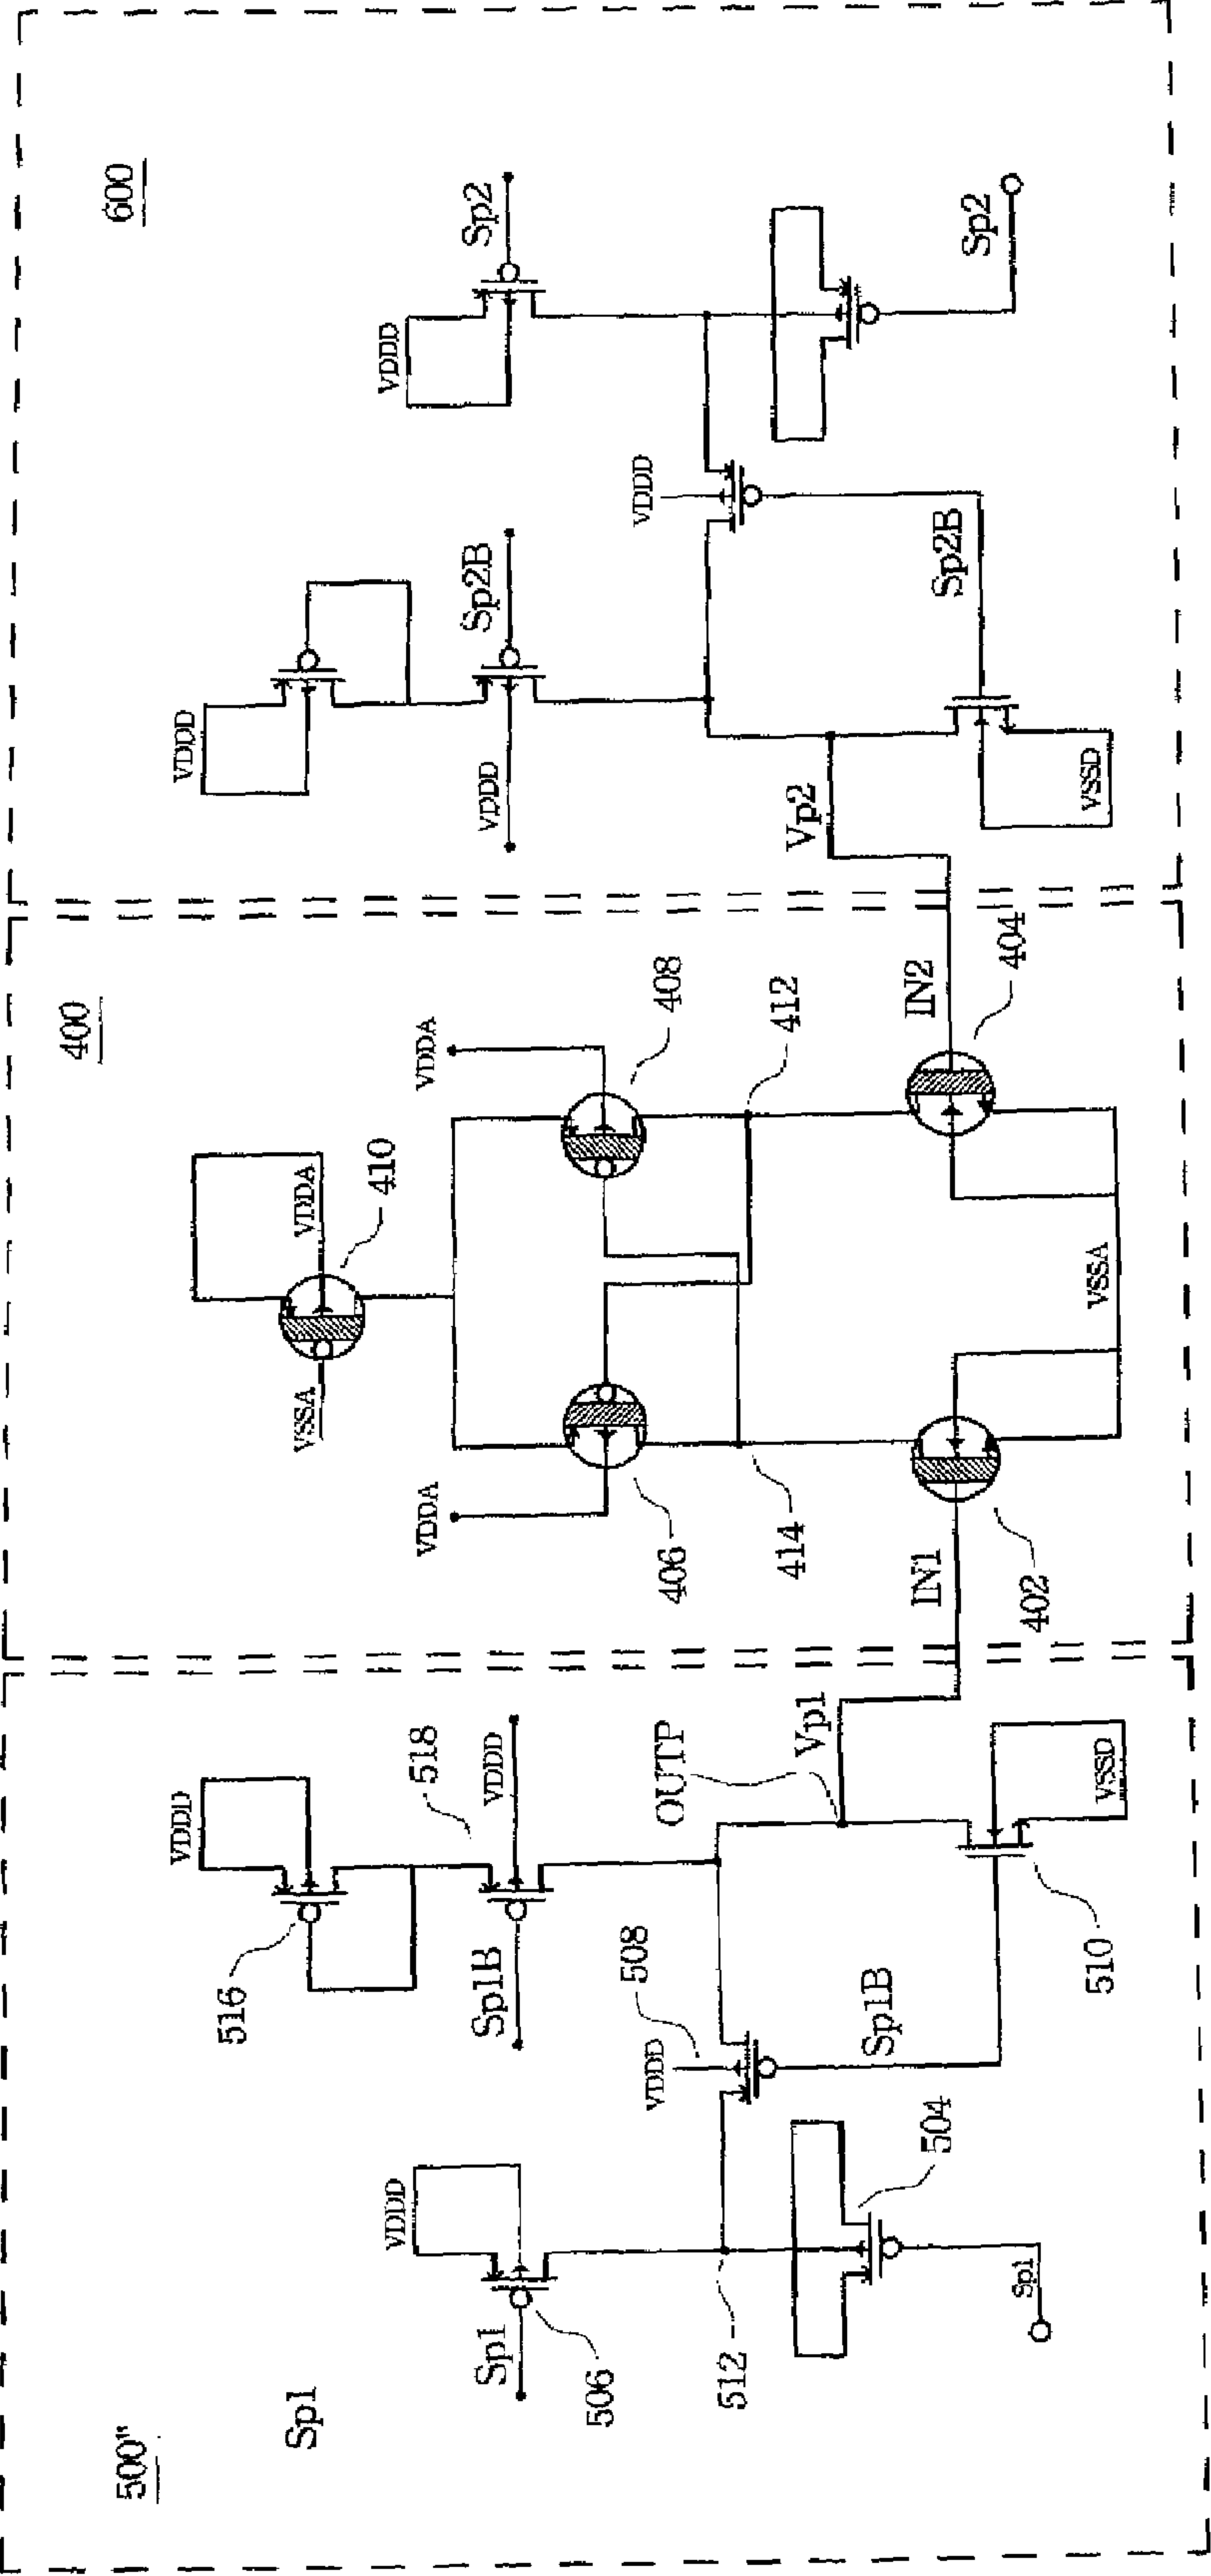 500"
Sp1
VDDD
516
518
Sp1B
VDDD
VDDD
Sp1
506
512
VDDD
508
OUTP
Vp1
Sp1B
504
Sp1
510
VSSD
400
VSSA
VDDA
410
VDDA
VDDA
406
408
414
412
IN1
IN2
402
404
VSSA
600
VDDD
VDDD
Sp2B
VDDD
Sp2
VDDD
Vp2
Sp2B
Sp2
VSSD